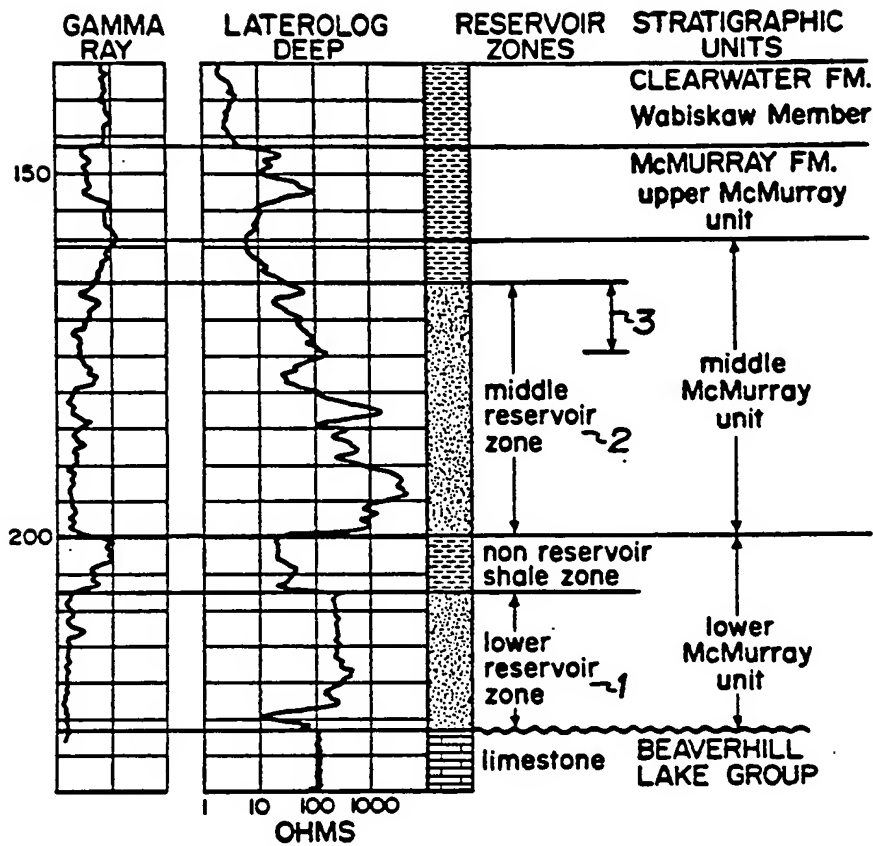 GAMMA RAY
LATEROLOG DEEP
RESERVOIR ZONES
STRATIGRAPHIC UNITS
CLEARWATER FM.
Wabiskaw Member
150
McMURRAY FM.
upper McMurray
unit
3
middle
reservoir
zone
2
middle
McMurray
unit
200
non reservoir
shale zone
lower
reservoir
zone
1
lower
McMurray
unit
limestone
BEAVERHILL
LAKE GROUP
1 10 100 1000
OHMS